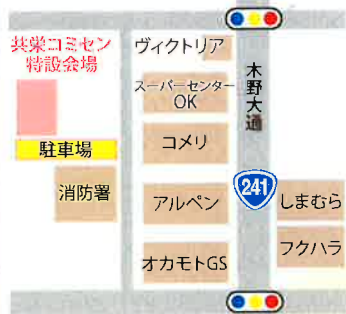 共栄コミセン
特設会場
駐車場
消防署
ヴィクトリア
スーパーセンター
OK
コメリ
アルペン
オカモトGS
木野大通
241
しまむら
フクハラ